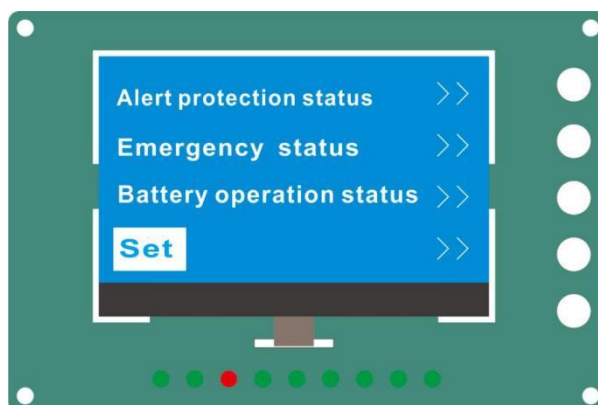 Alert protection status >>
Emergency status >>
Battery operation status >>
Set >>